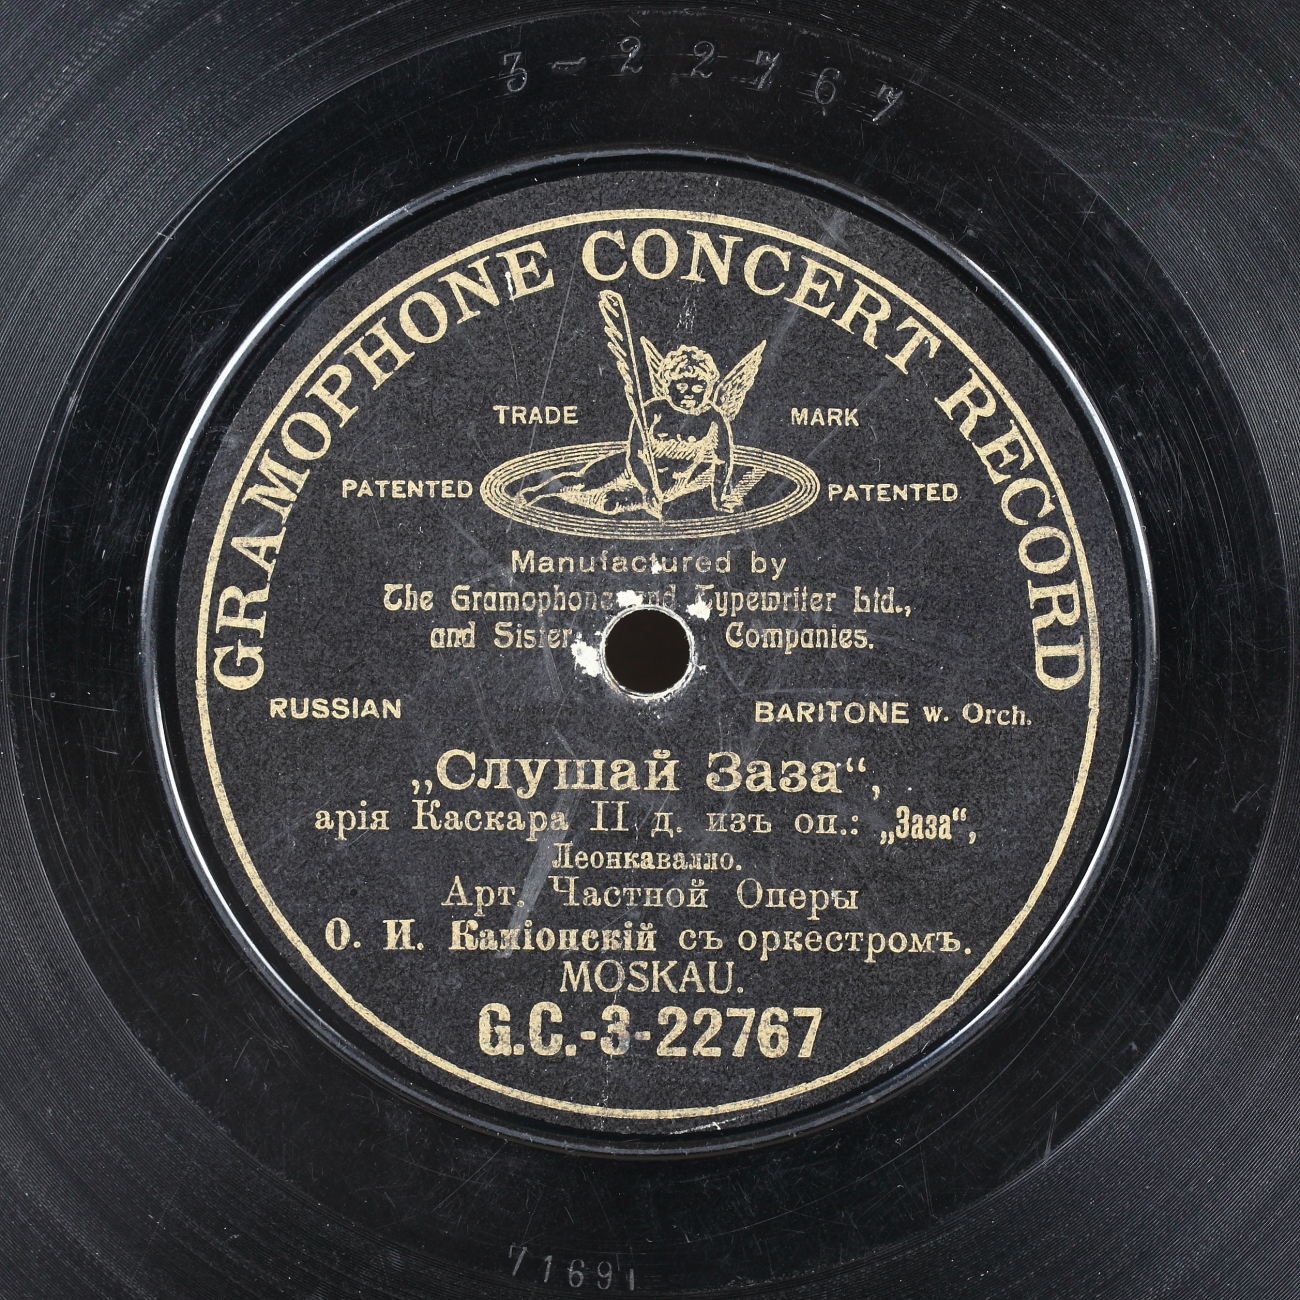 3-22767
GRAMOPHONE CONCERT RECORD
TRADE MARK
PATENTED PATENTED
Manufactured by
The Gramophone and Typewriter Ltd.,
and Sister Companies.
RUSSIAN BARITONE w. Orch.
„Слушай Заза“,
арія Каскара II д. изъ оп.: „Заза“,
Леонкавалло.
Арт. Частной Оперы
О. И. Каміонскій съ оркестромъ.
MOSKAU.
G.C.-3-22767
71691